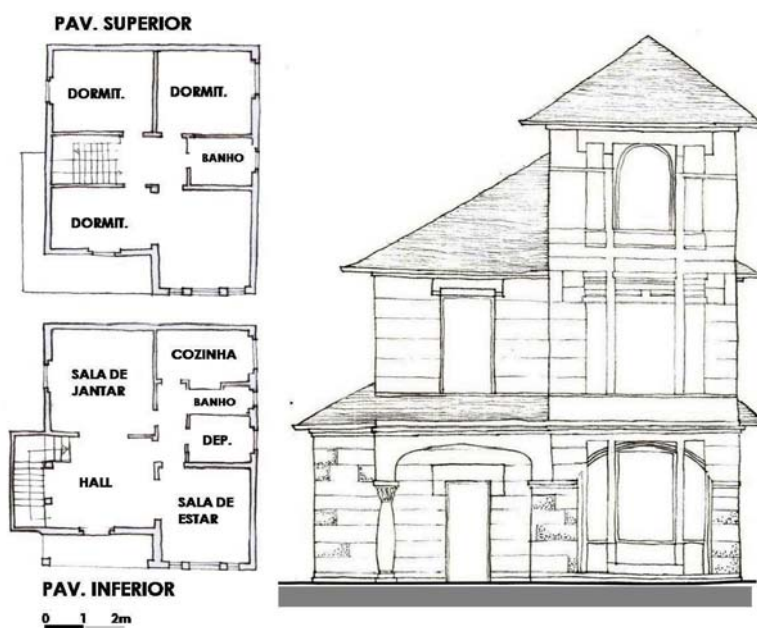 PAV. SUPERIOR
DORMIT.
DORMIT.
BANHO
DORMIT.
SALA DE
JANTAR
COZINHA
BANHO
DEP.
HALL
SALA DE
ESTAR
PAV. INFERIOR
0 1 2m